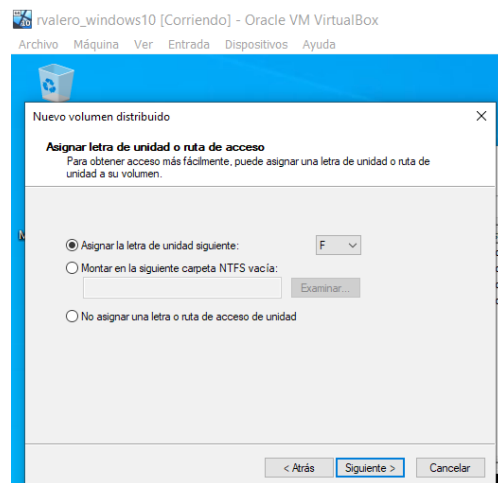 rvalero_windows10 [Corriendo] - Oracle VM VirtualBox
Archivo Máquina Ver Entrada Dispositivos Ayuda
Nuevo volumen distribuido
Asignar letra de unidad o ruta de acceso
Para obtener acceso más fácilmente, puede asignar una letra de unidad o ruta de
unidad a su volumen.
Asignar la letra de unidad siguiente: F
Montar en la siguiente carpeta NTFS vacía:
Examinar...
No asignar una letra o ruta de acceso de unidad
< Atrás Siguiente > Cancelar